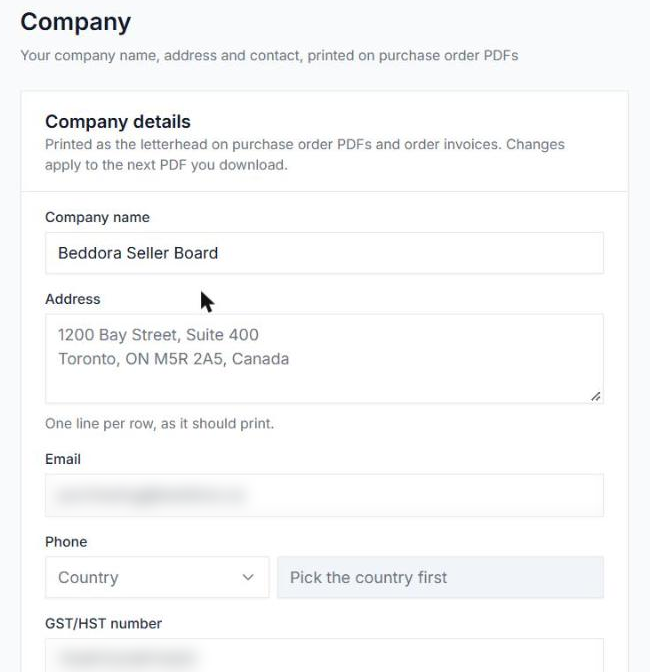 Company
Your company name, address and contact, printed on purchase order PDFs
Company details
Printed as the letterhead on purchase order PDFs and order invoices. Changes
apply to the next PDF you download.
Company name
Beddora Seller Board
Address
1200 Bay Street, Suite 400
Toronto, ON M5R 2A5, Canada
One line per row, as it should print.
Email
Phone
Country
Pick the country first
GST/HST number